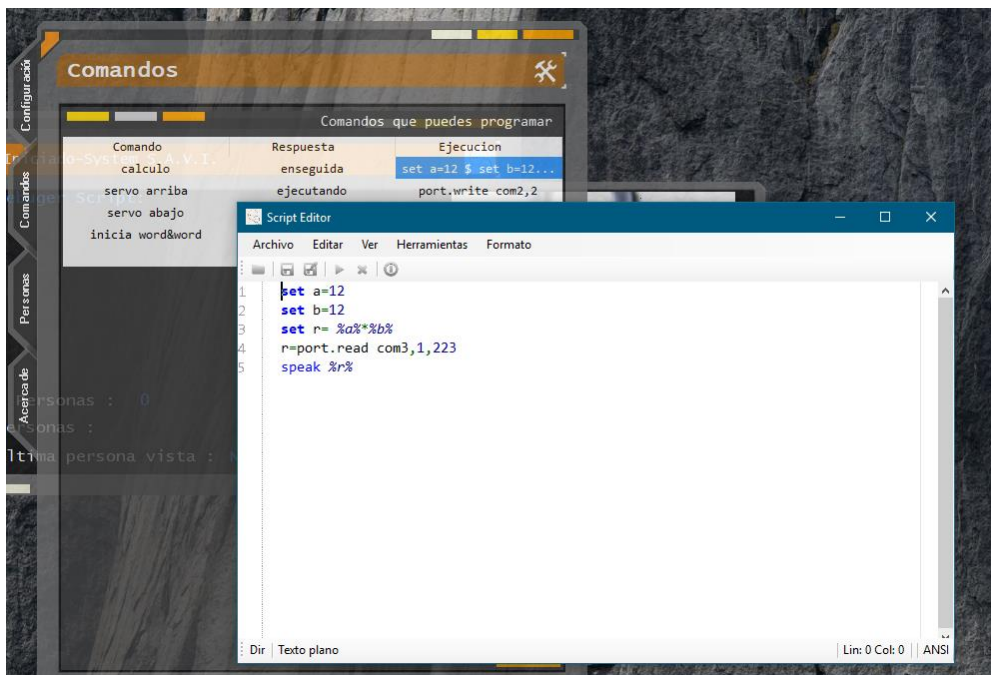 Configuración
Comandos
Personas
Acerca de
Comandos
Comandos que puedes programar
Comando Respuesta Ejecucion
calculo enseguida set a=12 $ set b=12...
servo arriba ejecutando port.write com2,2
servo abajo
inicia word&word
Script Editor
Archivo Editar Ver Herramientas Formato
1 set a=12
2 set b=12
3 set r= %a%*%b%
4 r=port.read com3,1,223
5 speak %r%
Dir Texto plano Lin: 0 Col: 0 ANSI
-System S.A.V.I.
Script.
Personas : 0
ersonas :
ltima persona vista : N